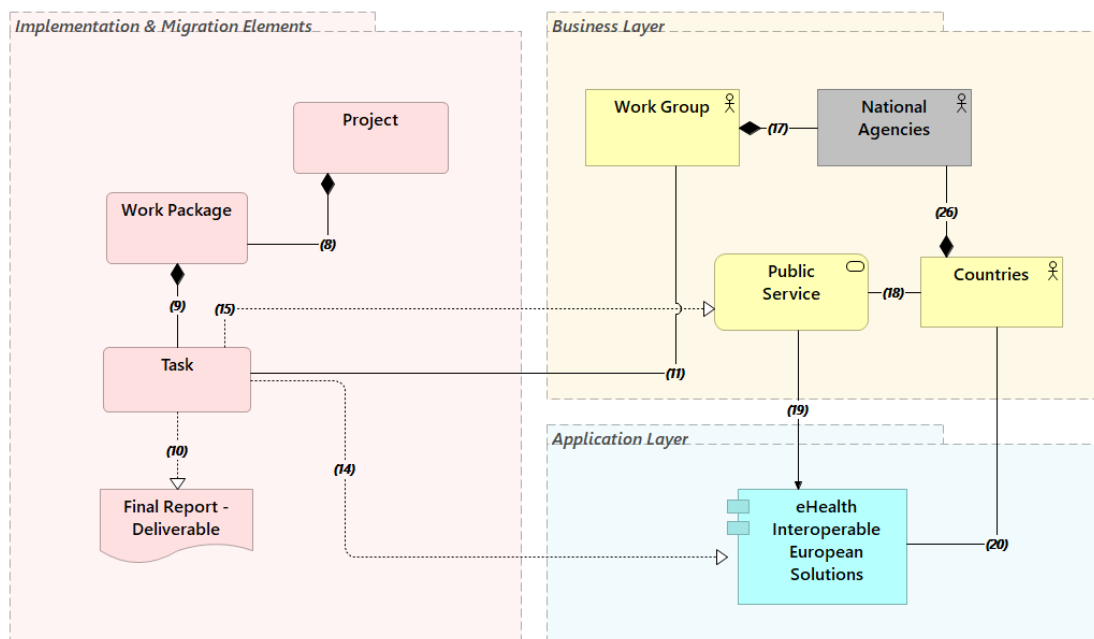 Implementation & Migration Elements
Project
(8)
Work Package
(9)
(15)
Task
(10)
(14)
Final Report -
Deliverable
Business Layer
Work Group
(17)
National
Agencies
(26)
Public
Service
(18)
Countries
(11)
(19)
Application Layer
eHealth
Interoperable
European
Solutions
(20)